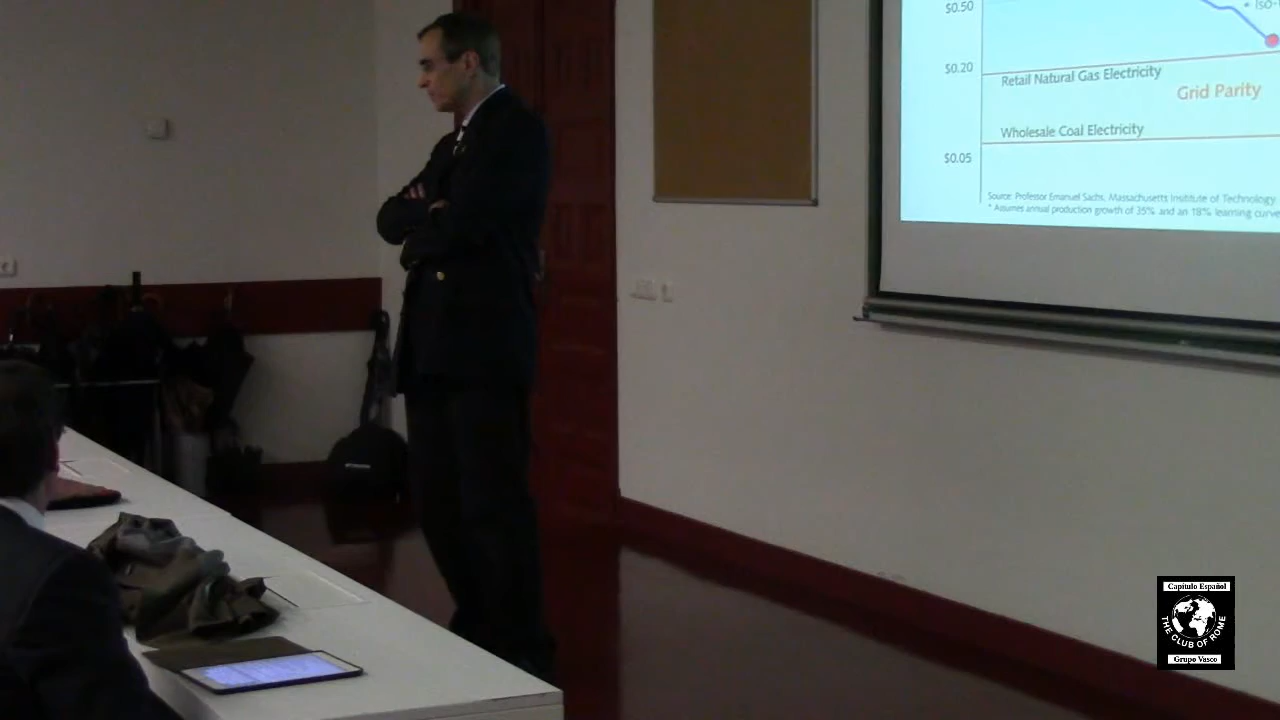 $0.50
$0.20
Retail Natural Gas Electricity
Grid Parity
Wholesale Coal Electricity
$0.05
Source: Professor Emanuel Sachs, Massachusetts Institute of Technology
* Assumes annual production growth of 35% and an 18% learning curve
Capitulo Español
THE CLUB OF ROME
Grupo Vasco